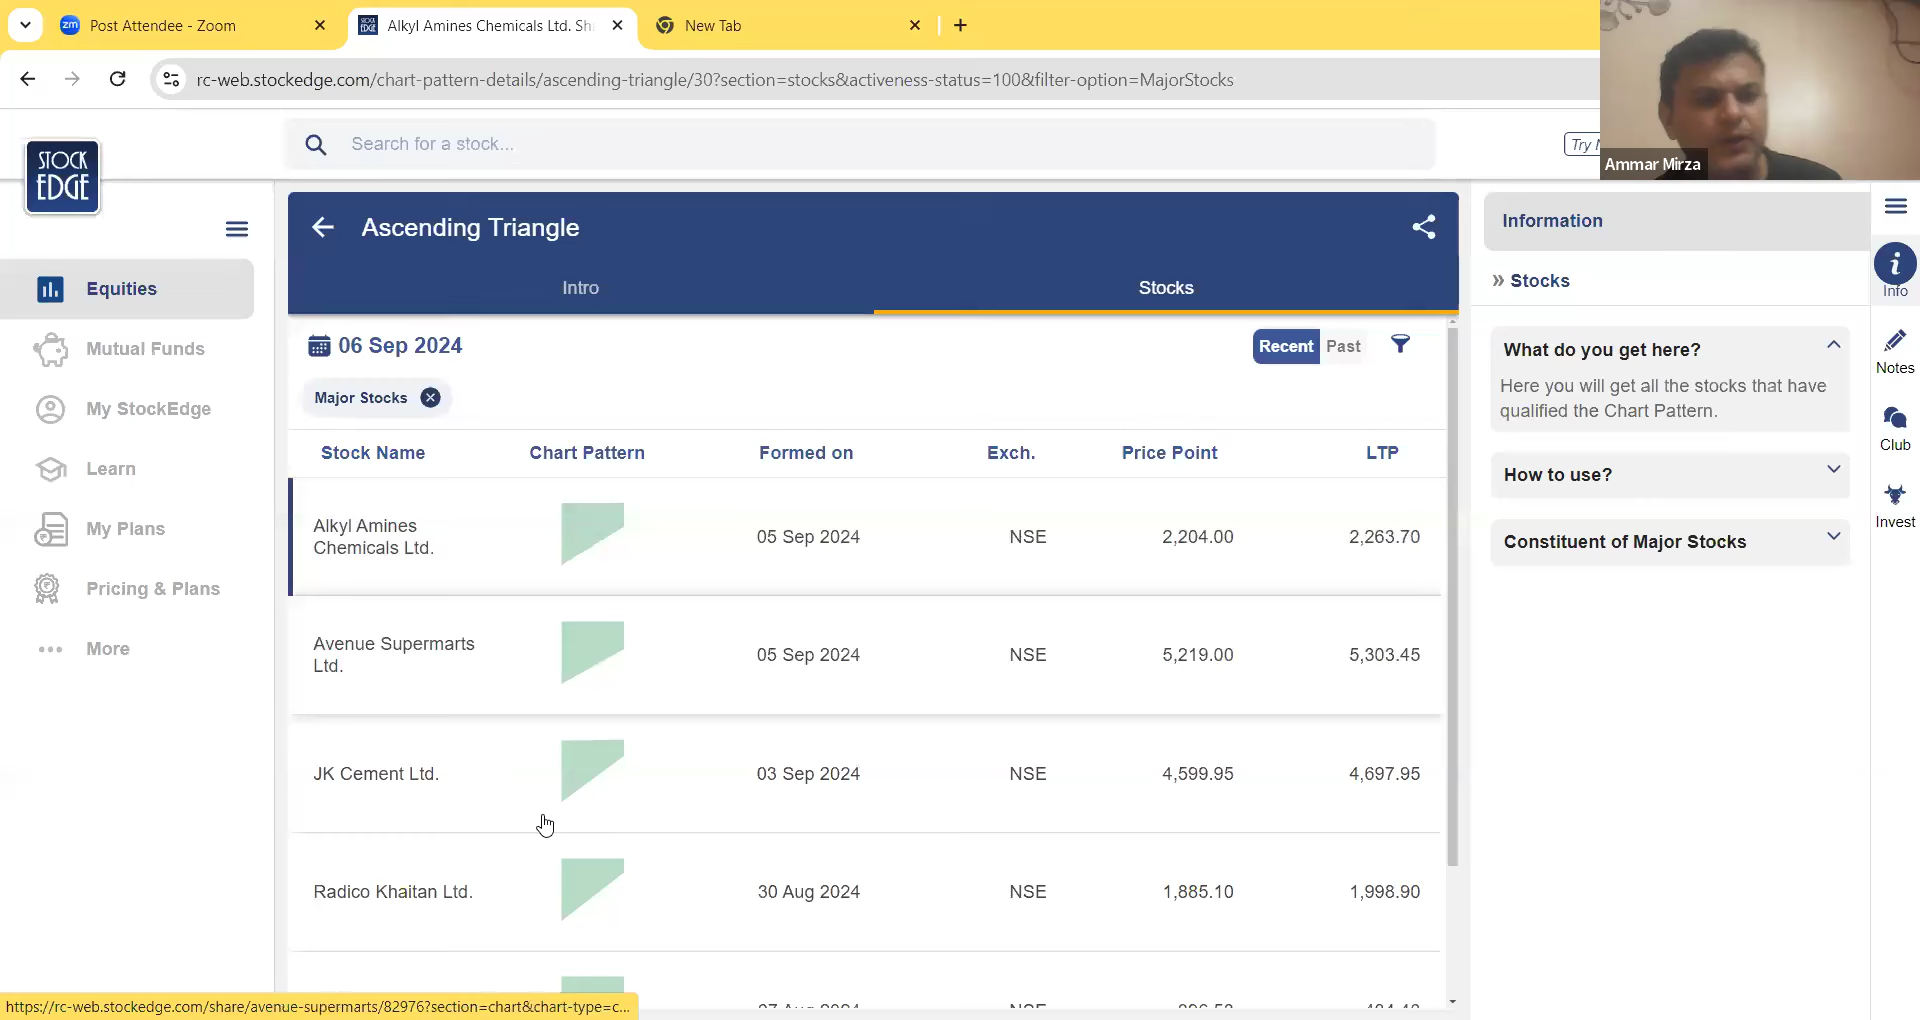 Post Attendee - Zoom
Alkyl Amines Chemicals Ltd. Sh
New Tab
rc-web.stockedge.com/chart-pattern-details/ascending-triangle/30?section=stocks&activeness-status=100&filter-option=MajorStocks
STOCK
EDGE
Search for a stock...
Try
Ammar Mirza
Equities
Mutual Funds
My StockEdge
Learn
My Plans
Pricing & Plans
More
Ascending Triangle
Intro
Stocks
06 Sep 2024
Recent Past
Major Stocks
Stock Name Chart Pattern Formed on Exch. Price Point LTP
Alkyl Amines
Chemicals Ltd.
05 Sep 2024 NSE 2,204.00 2,263.70
Avenue Supermarts
Ltd.
05 Sep 2024 NSE 5,219.00 5,303.45
JK Cement Ltd. 03 Sep 2024 NSE 4,599.95 4,697.95
Radico Khaitan Ltd. 30 Aug 2024 NSE 1,885.10 1,998.90
Information
» Stocks
What do you get here?
Here you will get all the stocks that have
qualified the Chart Pattern.
How to use?
Constituent of Major Stocks
Info
Notes
Club
Invest
https://rc-web.stockedge.com/share/avenue-supermarts/82976?section=chart&chart-type=c...